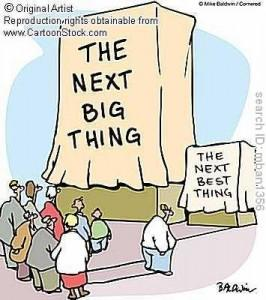 © Original Artist
Reproduction rights obtainable from
www.CartoonStock.com
© Mike Baldwin / Cornered
THE
NEXT
BIG
THING
THE
NEXT
BEST
THING
search ID: mban1356
BALDWIN